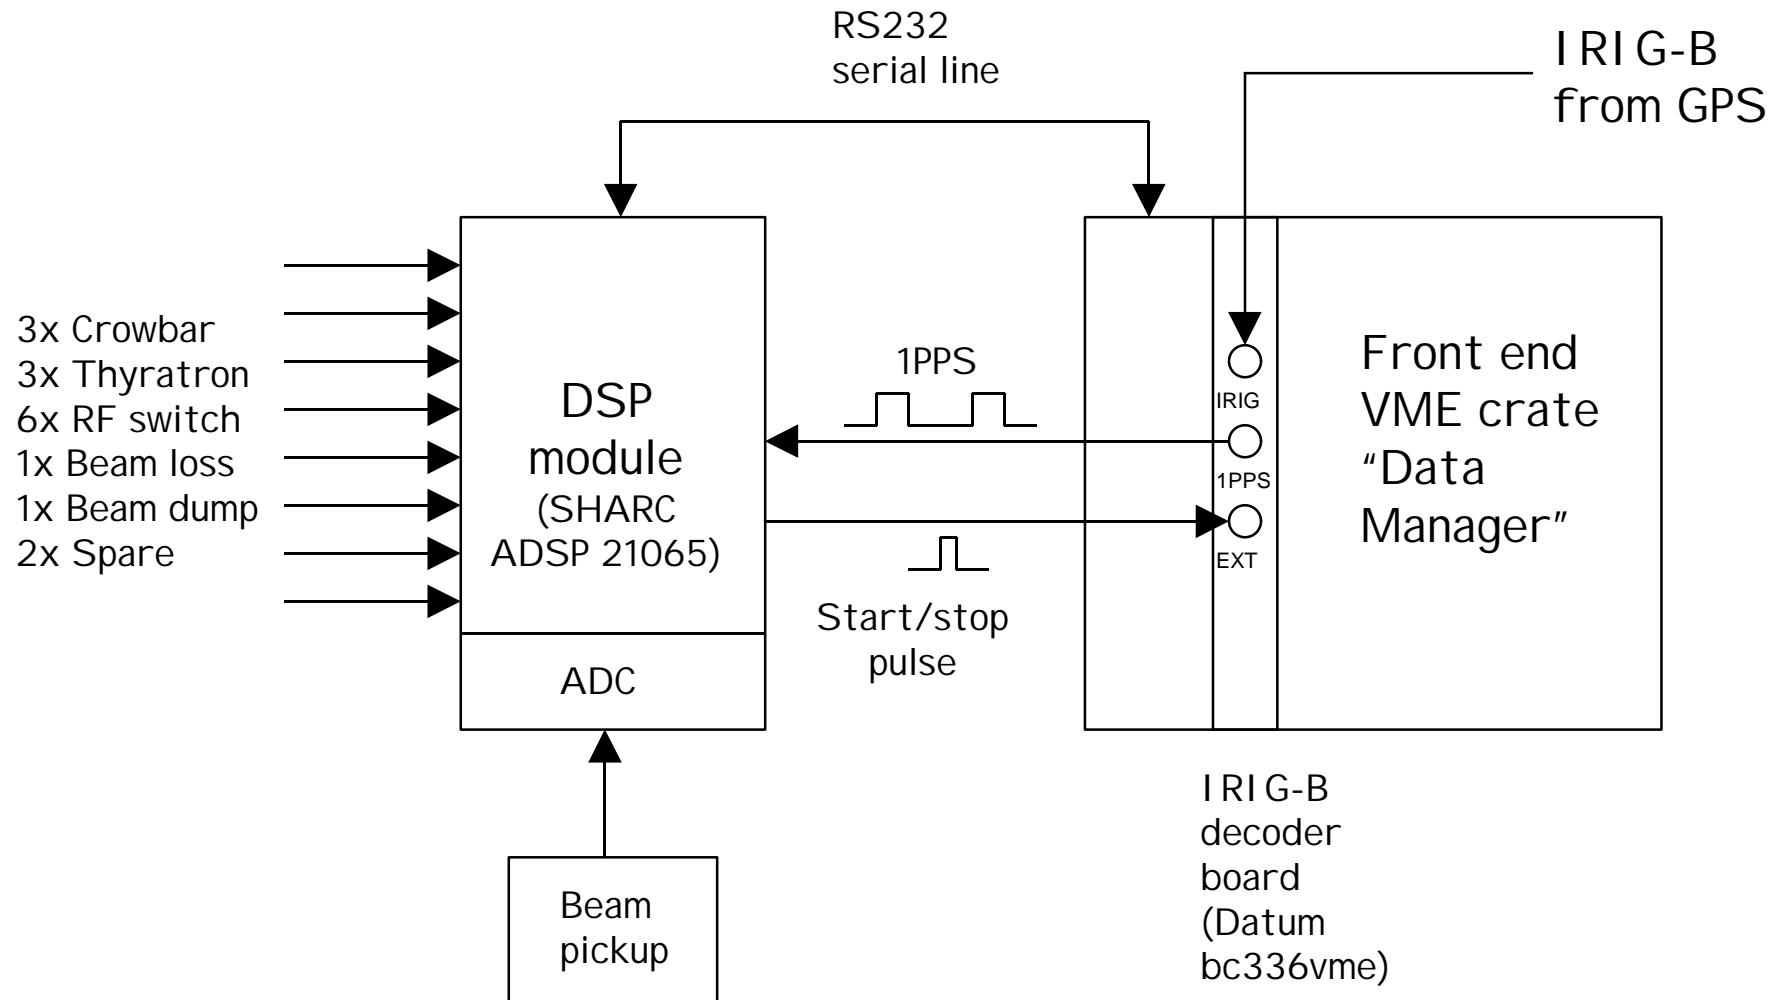 RS232
serial line
IRIG-B
from GPS
3x Crowbar
3x Thyratron
6x RF switch
1x Beam loss
1x Beam dump
2x Spare
DSP
module
(SHARC
ADSP 21065)
ADC
1PPS
Start/stop
pulse
IRIG
1PPS
EXT
Front end
VME crate
“Data
Manager”
Beam
pickup
IRIG-B
decoder
board
(Datum
bc336vme)